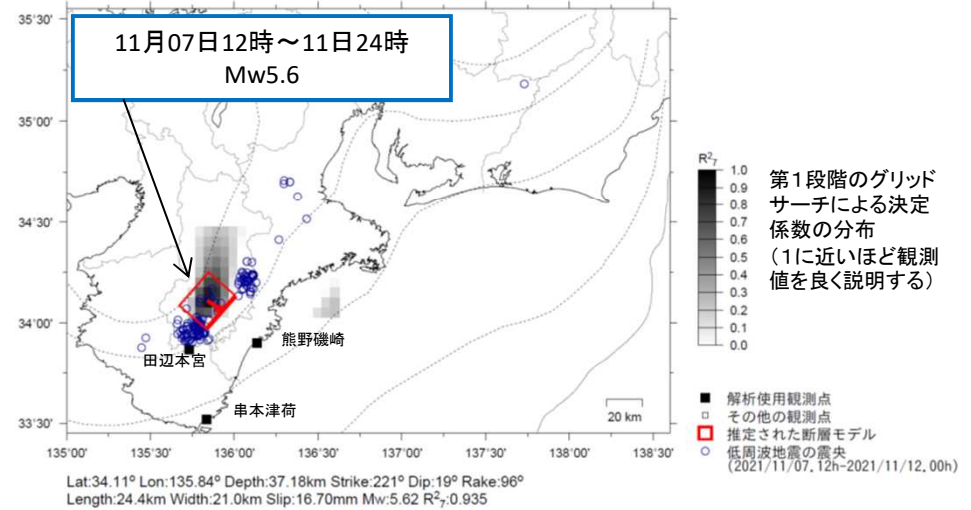 11月07日12時～11日24時
Mw5.6
35˚30'
35˚00'
34˚30'
34˚00'
33˚30'
135˚00'
135˚30'
136˚00'
136˚30'
137˚00'
137˚30'
138˚00'
138˚30'
田辺本宮
熊野磯崎
串本津荷
20 km
R²₇
1.0
0.9
0.8
0.7
0.6
0.5
0.4
0.3
0.2
0.1
0.0
第1段階のグリッド
サーチによる決定
係数の分布
（1に近いほど観測
値を良く説明する）
解析使用観測点
その他の観測点
推定された断層モデル
低周波地震の震央
(2021/11/07.12h-2021/11/12.00h)
Lat:34.11° Lon:135.84° Depth:37.18km Strike:221° Dip:19° Rake:96°
Length:24.4km Width:21.0km Slip:16.70mm Mw:5.62 R²₇:0.935